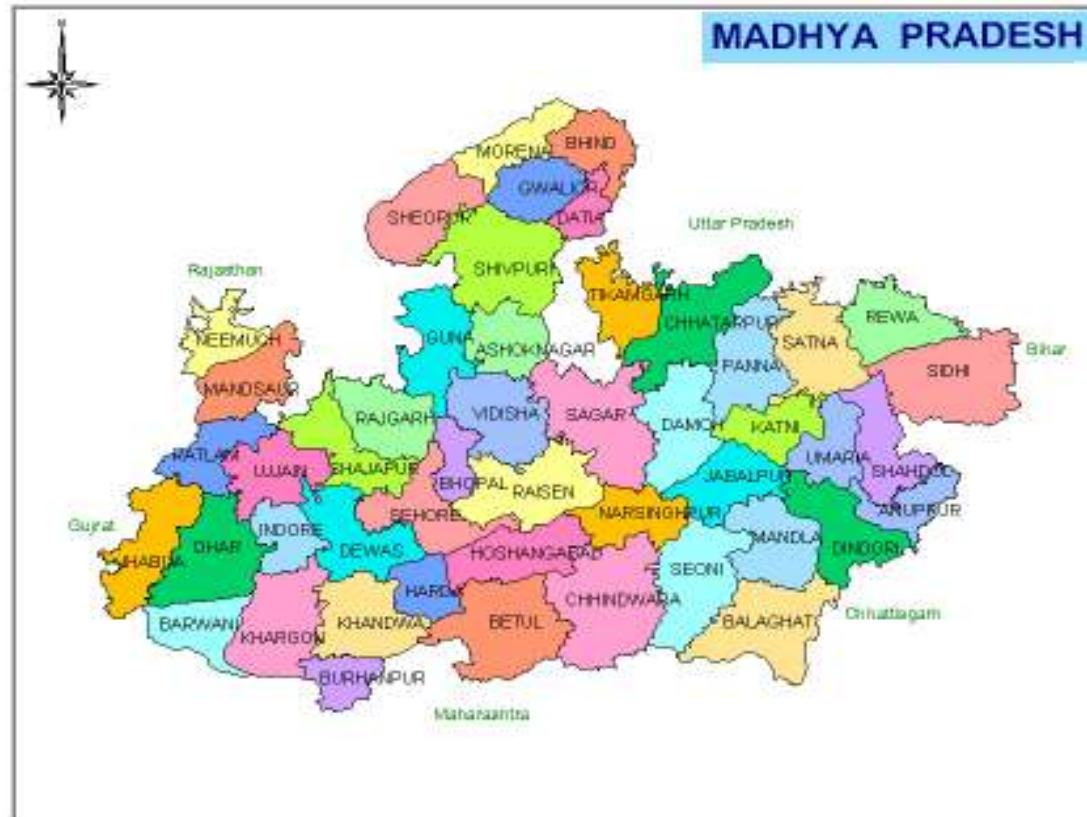 MADHYA PRADESH
N
BHIND
MORENA
GWALIOR
SHEOPUR
DATIA
Uttar Pradesh
SHIVPURI
Rajasthan
TIKAMGARH
CHHATARPUR
REWA
NEEMUCH
GUNA
ASHOKNAGAR
SATNA
Bihar
PANNA
SIDHI
MANDSAUR
RAJGARH
VIDISHA
SAGAR
DAMOH
KATNI
RATLAM
UJJAIN
SHAJAPUR
BHOPAL
RAISEN
JABALPUR
UMARIA
SHAHDOL
SEHORE
NARSINGHPUR
ANUPPUR
Gujrat
INDORE
DHAR
DEWAS
HOSHANGABAD
MANDLA
DINDORI
JHABUA
SEONI
HARDA
CHHINDWARA
BARWANI
KHARGON
KHANDWA
BETUL
BALAGHAT
BURHANPUR
Maharashtra